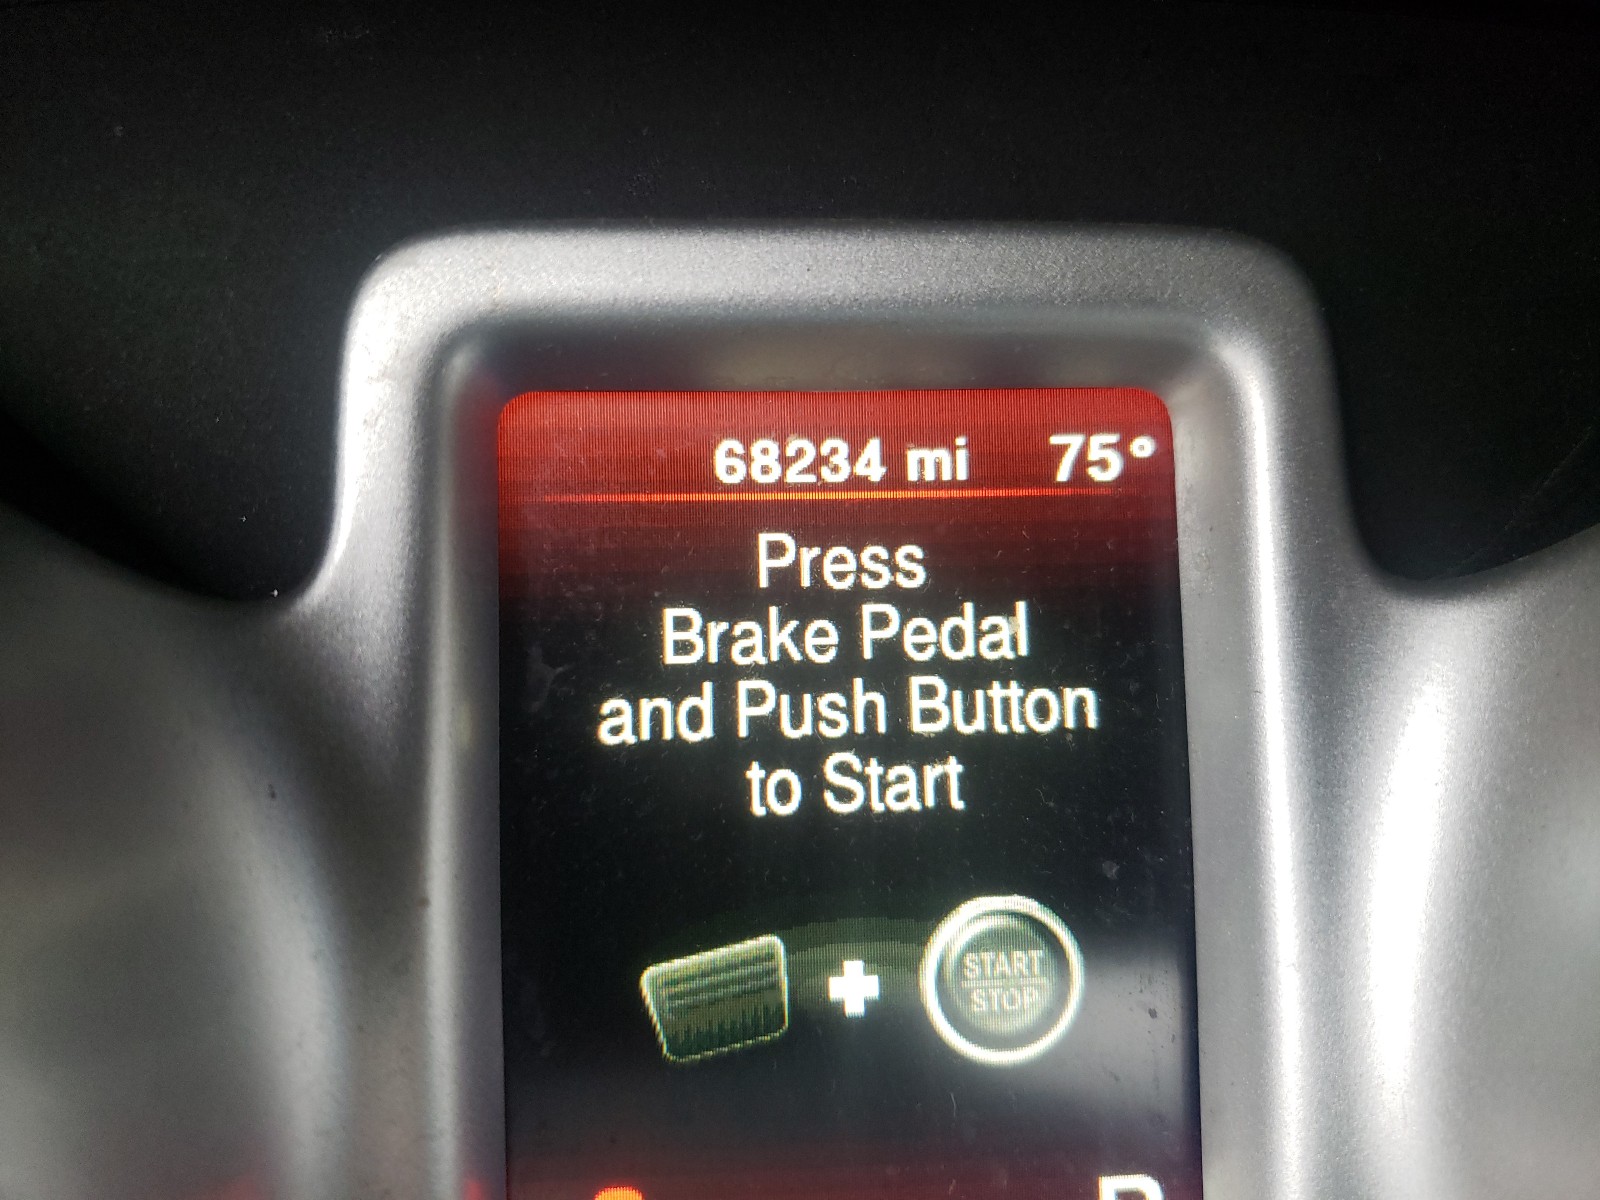 68234 mi 75°
Press
Brake Pedal
and Push Button
to Start
START
STOP